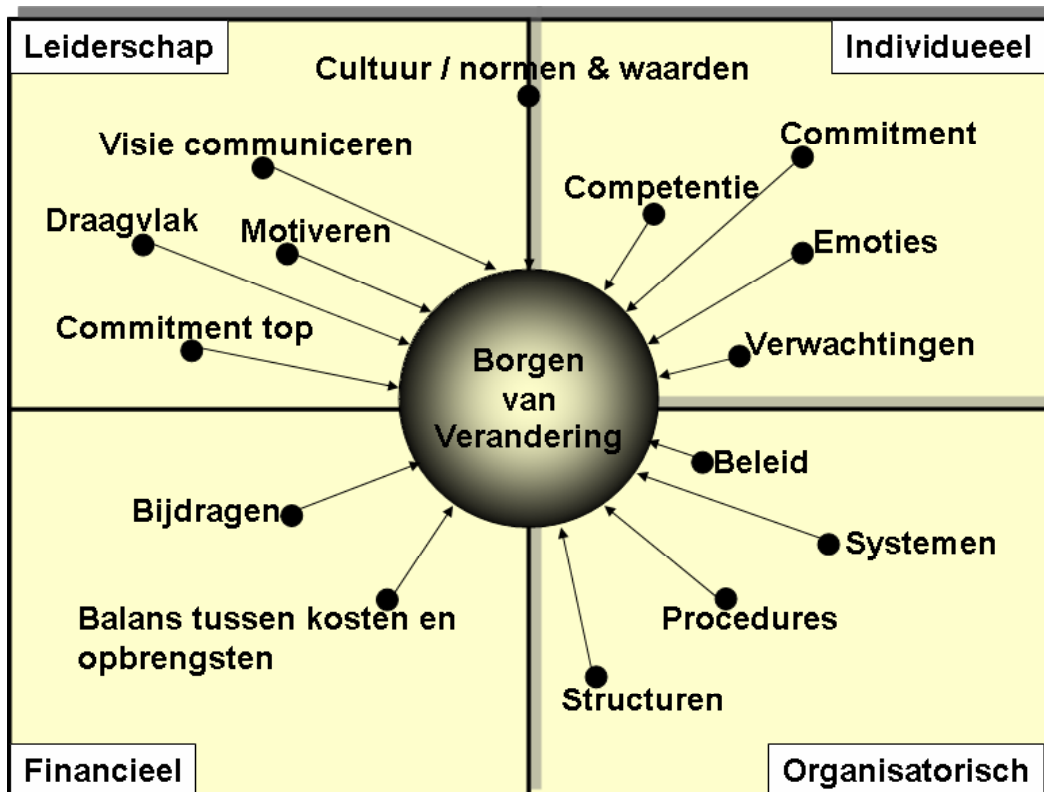 Leiderschap
Individueeel
Cultuur / normen & waarden
Visie communiceren
Commitment
Competentie
Draagvlak
Motiveren
Emoties
Commitment top
Verwachtingen
Borgen
van
Verandering
Beleid
Bijdragen
Systemen
Balans tussen kosten en
opbrengsten
Procedures
Structuren
Financieel
Organisatorisch